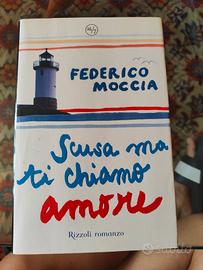 FEDERICO
MOCCIA
Scusa ma
ti chiamo
amore
Rizzoli romanzo